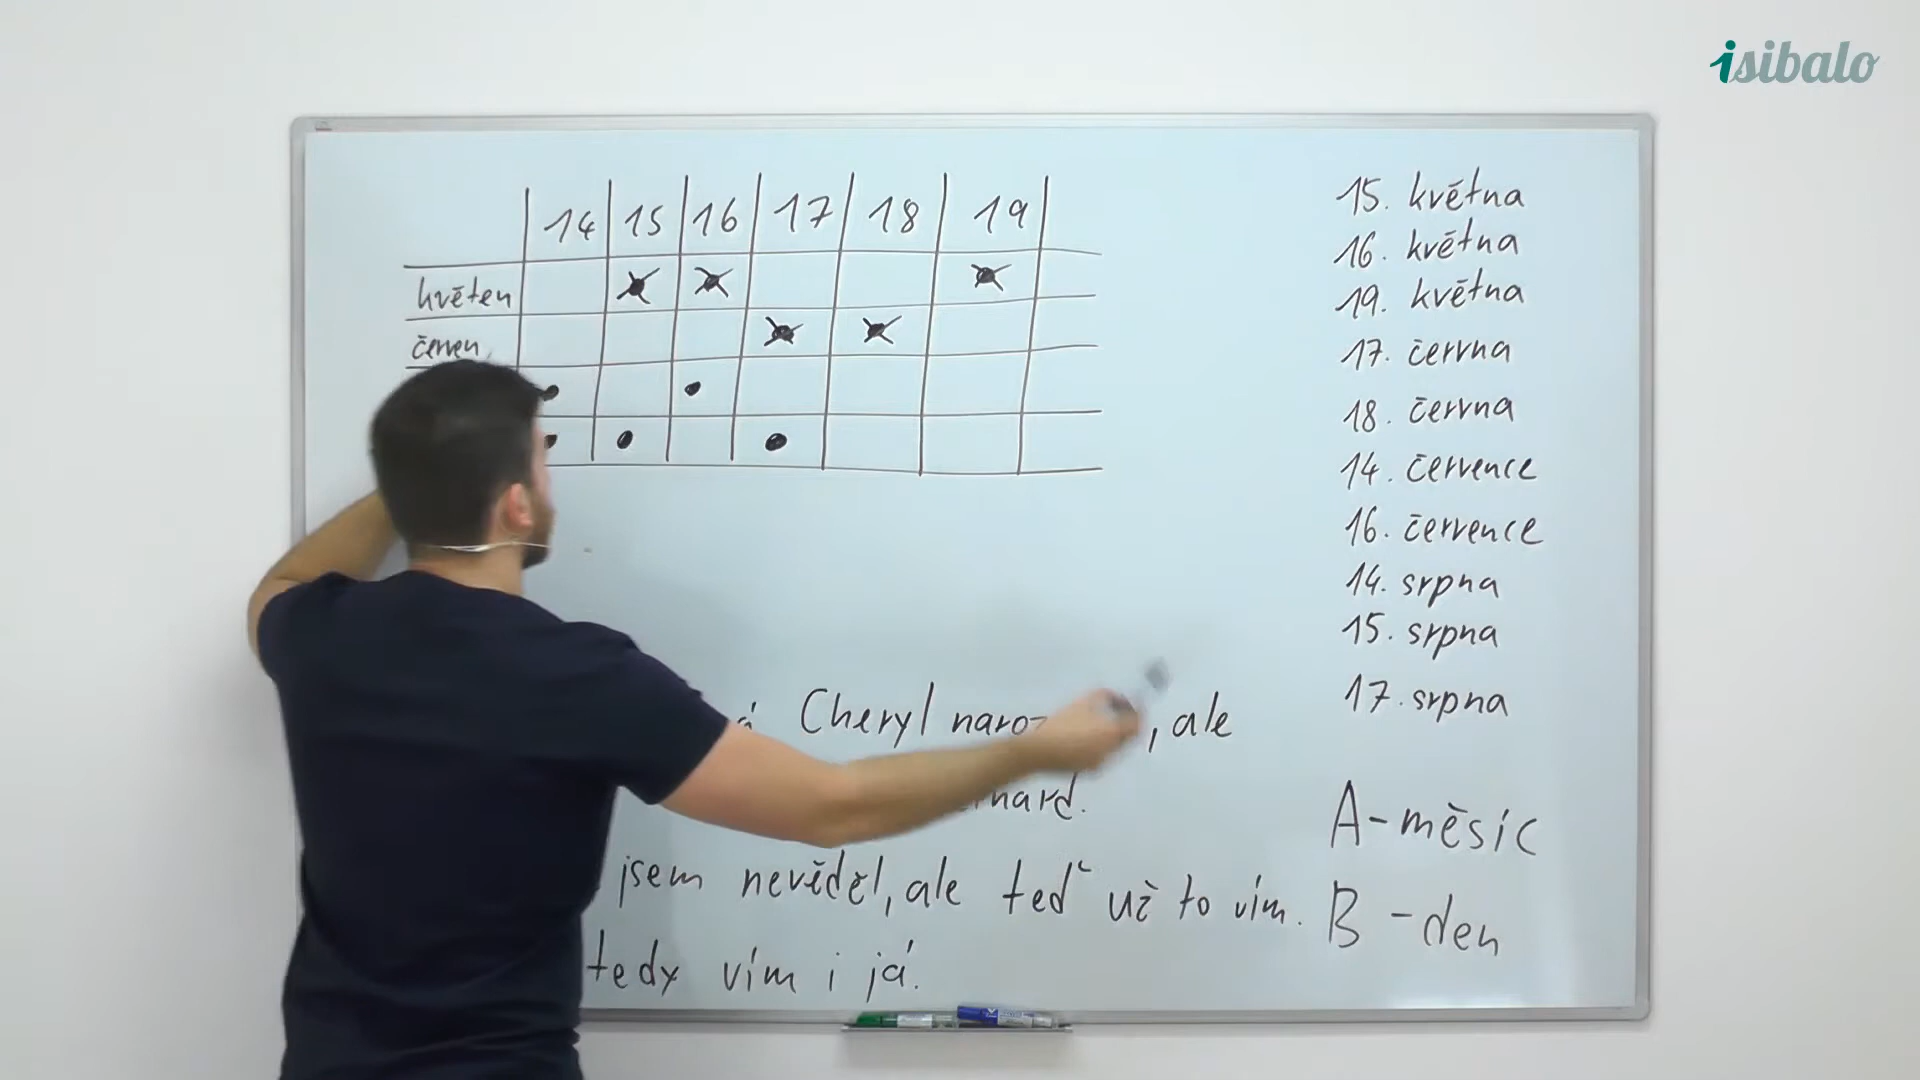 isibalo
14 15 16 17 18 19
květen
červen
15. května
16. května
19. května
17. června
18. června
14. července
16. července
14. srpna
15. srpna
17. srpna
Cheryl naro , ale
nard.
jsem nevěděl, ale teď už to vím.
tedy vím i já.
A - měsíc
B - den